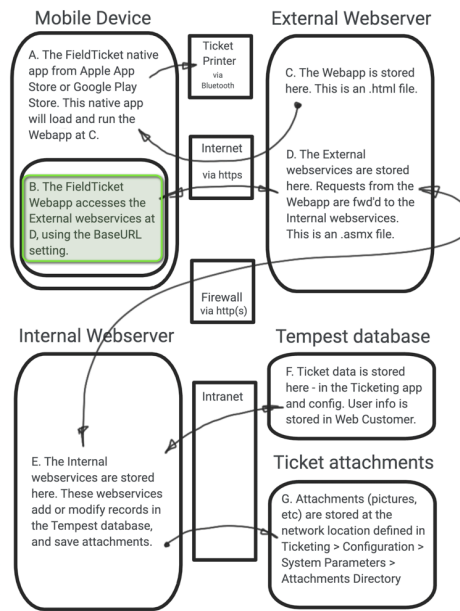 Mobile Device
A. The FieldTicket native
app from Apple App
Store or Google Play
Store. This native app
will load and run the
Webapp at C.
B. The FieldTicket
Webapp accesses the
External webservices at
D, using the BaseURL
setting.
Ticket
Printer
via
Bluetooth
Internet
via https
Firewall
via http(s)
External Webserver
C. The Webapp is stored
here. This is an .html file.
D. The External
webservices are stored
here. Requests from the
Webapp are fwd'd to the
Internal webservices.
This is an .asmx file.
Internal Webserver
E. The Internal
webservices are stored
here. These webservices
add or modify records in
the Tempest database,
and save attachments.
Intranet
Tempest database
F. Ticket data is stored
here - in the Ticketing app
and config. User info is
stored in Web Customer.
Ticket attachments
G. Attachments (pictures,
etc) are stored at the
network location defined in
Ticketing > Configuration >
System Parameters >
Attachments Directory